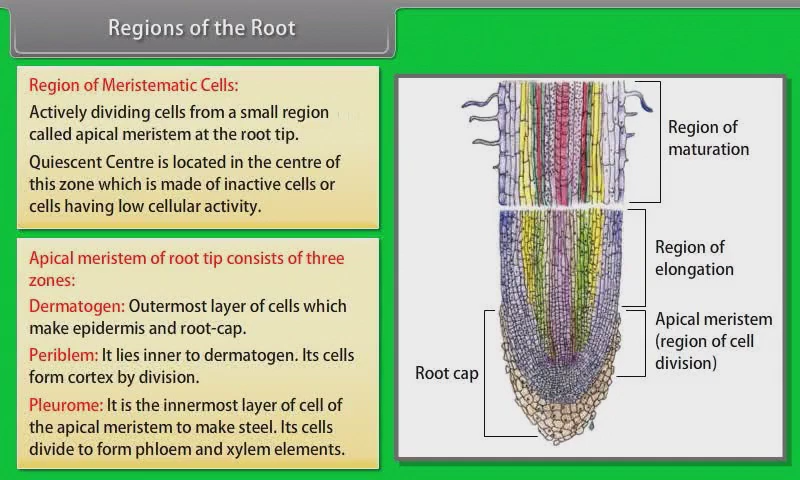 Regions of the Root
Region of Meristematic Cells:
Actively dividing cells from a small region
called apical meristem at the root tip.
Quiescent Centre is located in the centre of
this zone which is made of inactive cells or
cells having low cellular activity.
Apical meristem of root tip consists of three
zones:
Dermatogen: Outermost layer of cells which
make epidermis and root-cap.
Periblem: It lies inner to dermatogen. Its cells
form cortex by division.
Pleurome: It is the innermost layer of cell of
the apical meristem to make steel. Its cells
divide to form phloem and xylem elements.
Region of
maturation
Region of
elongation
Apical meristem
(region of cell
division)
Root cap